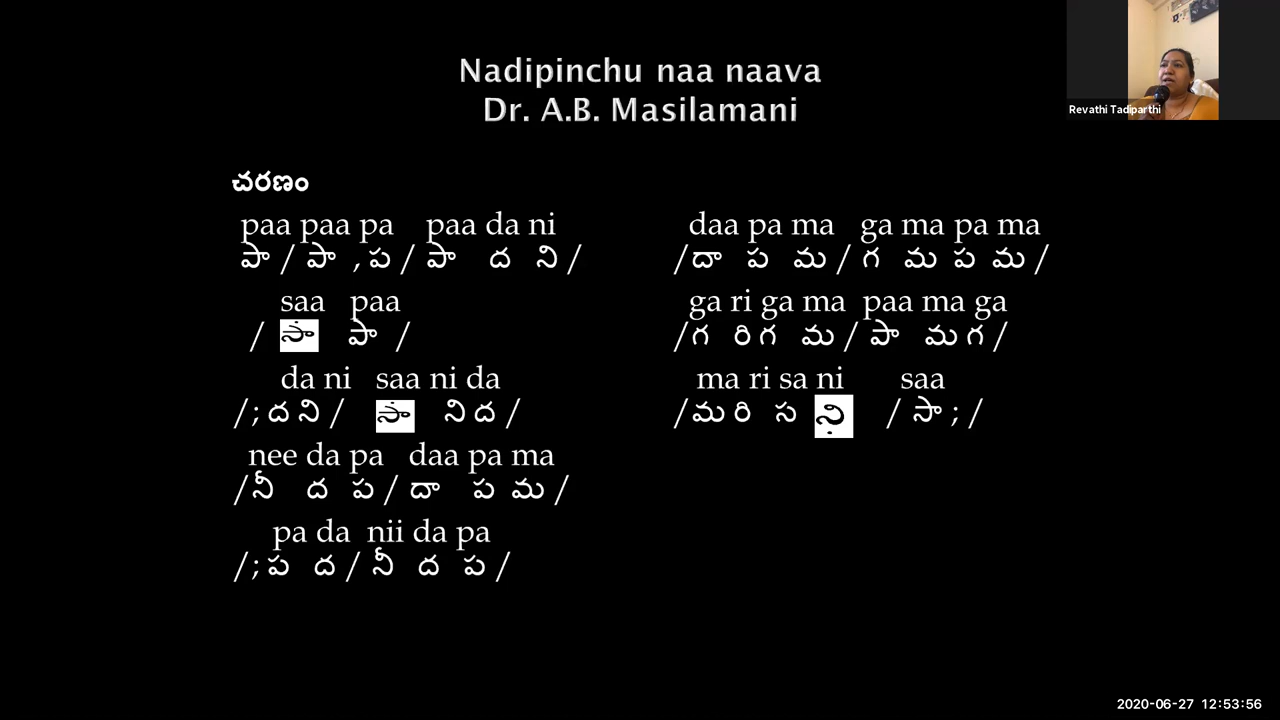 Nadipinchu naa naava
Dr. A.B. Masilamani
Revathi Tadiparthi
చరణం
paa paa pa paa da ni
పా / పా , ప / పా ద ని /
saa paa
/ సా పా /
da ni saa ni da
/ ; ద ని / సా ని ద /
nee da pa daa pa ma
/ నీ ద ప / దా ప మ /
pa da nii da pa
/ ; ప ద / నీ ద ప /
daa pa ma ga ma pa ma
/ దా ప మ / గ మ ప మ /
ga ri ga ma paa ma ga
/ గ రి గ మ / పా మ గ /
ma ri sa ni saa
/ మ రి స ని / సా ; /
2020-06-27 12:53:56